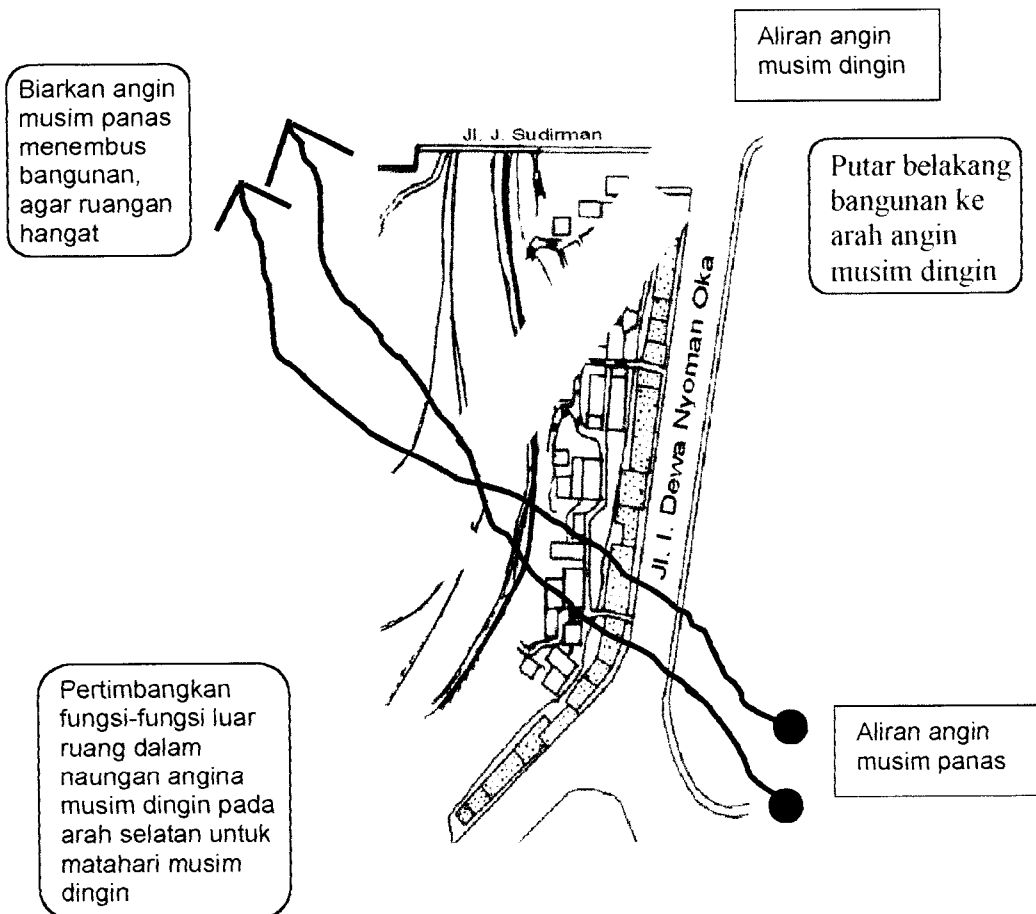 Aliran angin
musim dingin
Biarkan angin
musim panas
menembus
bangunan,
agar ruangan
hangat
Jl. J. Sudirman
Putar belakang
bangunan ke
arah angin
musim dingin
Jl. I. Dewa Nyoman Oka
Pertimbangkan
fungsi-fungsi luar
ruang dalam
naungan angina
musim dingin pada
arah selatan untuk
matahari musim
dingin
Aliran angin
musim panas